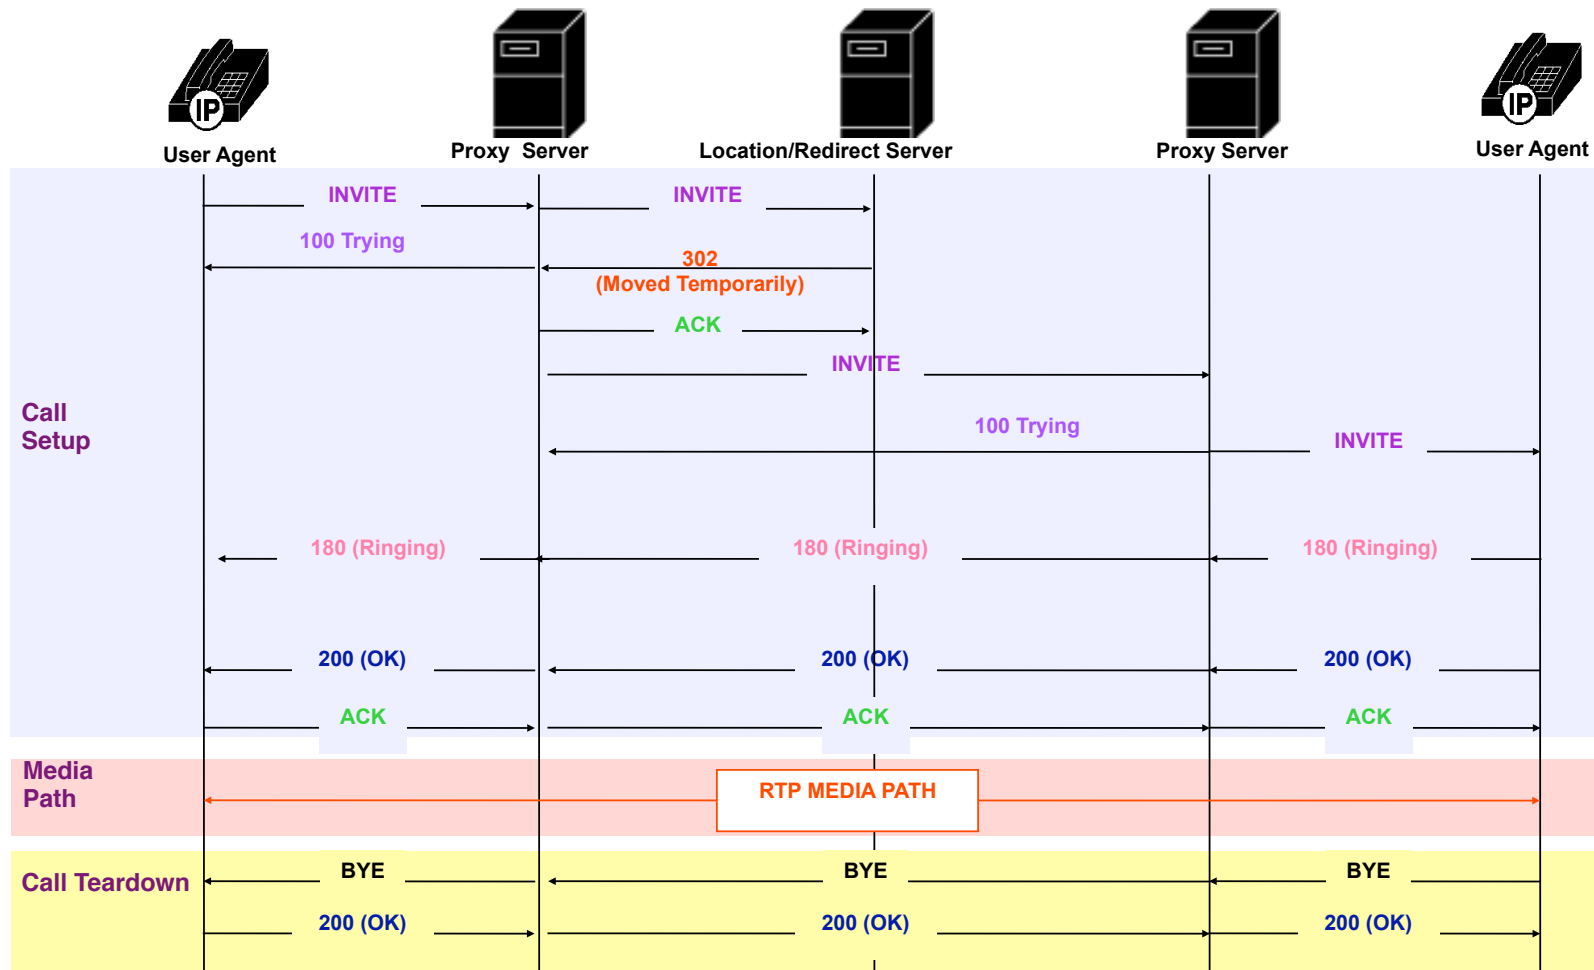 IP
IP
User Agent
Proxy  Server
Location/Redirect Server
Proxy Server
User Agent
INVITE
INVITE
100 Trying
302
(Moved Temporarily)
ACK
INVITE
Call
Setup
100 Trying
INVITE
180 (Ringing)
180 (Ringing)
180 (Ringing)
200 (OK)
200 (OK)
200 (OK)
ACK
ACK
ACK
Media
Path
RTP MEDIA PATH
Call Teardown
BYE
BYE
BYE
200 (OK)
200 (OK)
200 (OK)